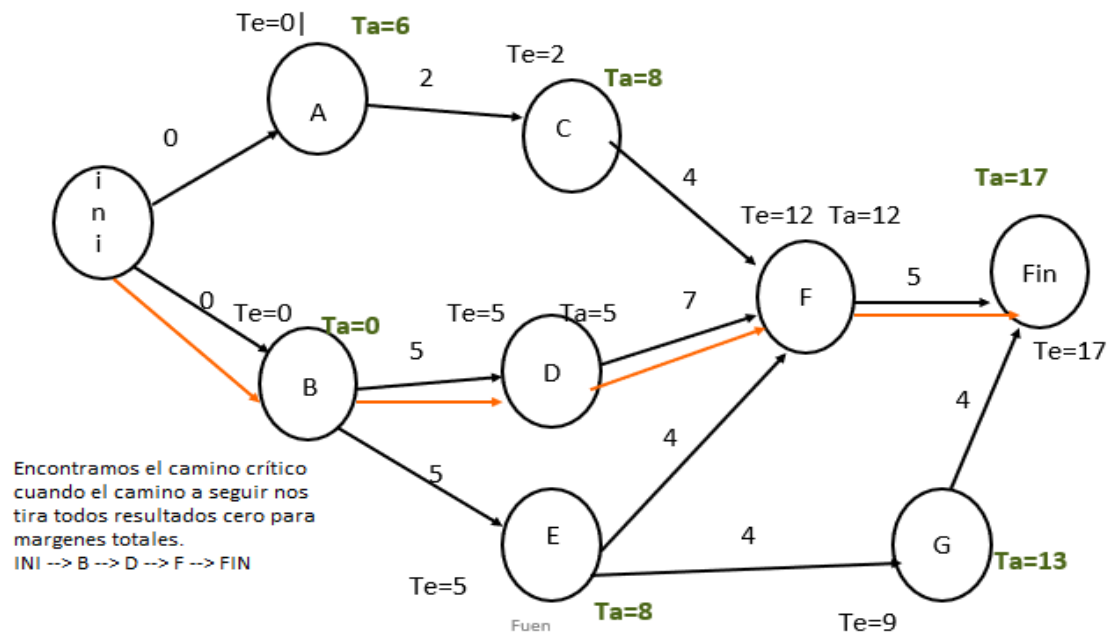 Te=0|
Ta=6
Te=2
Ta=8
2
A
C
0
i
n
i
4
Ta=17
Te=12 Ta=12
Fin
F
5
0
Te=0
Ta=0
Te=5
Ta=5
7
Te=17
B
5
D
4
4
Encontramos el camino crítico
cuando el camino a seguir nos
tira todos resultados cero para
margenes totales.
INI --> B --> D --> F --> FIN
5
E
4
G
Ta=13
Te=5
Ta=8
Te=9
Fuen